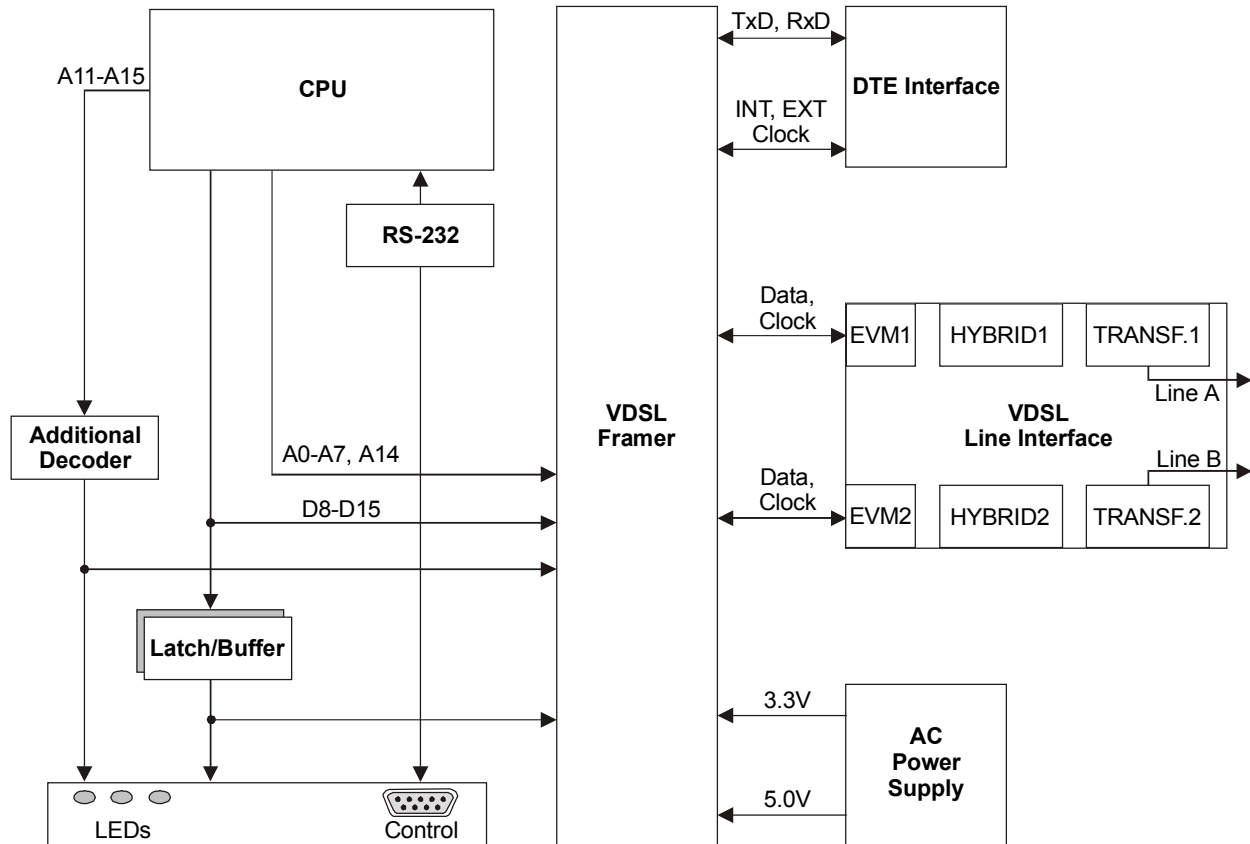 TxD, RxD
A11-A15
CPU
DTE Interface
INT, EXT
Clock
RS-232
Data,
Clock
EVM1
HYBRID1
TRANSF.1
Line A
VDSL
Framer
VDSL
Line Interface
Additional
Decoder
A0-A7, A14
Line B
Data,
Clock
D8-D15
EVM2
HYBRID2
TRANSF.2
Latch/Buffer
3.3V
AC
Power
Supply
5.0V
LEDs
Control